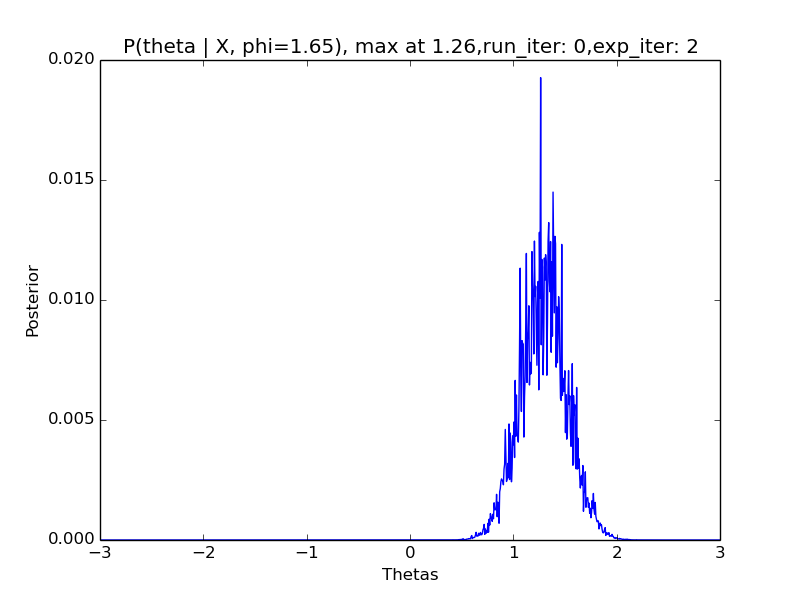 P(theta | X, phi=1.65), max at 1.26,run_iter: 0,exp_iter: 2
0.020
0.015
0.010
0.005
0.000
Posterior
−3 −2 −1 0 1 2 3
Thetas